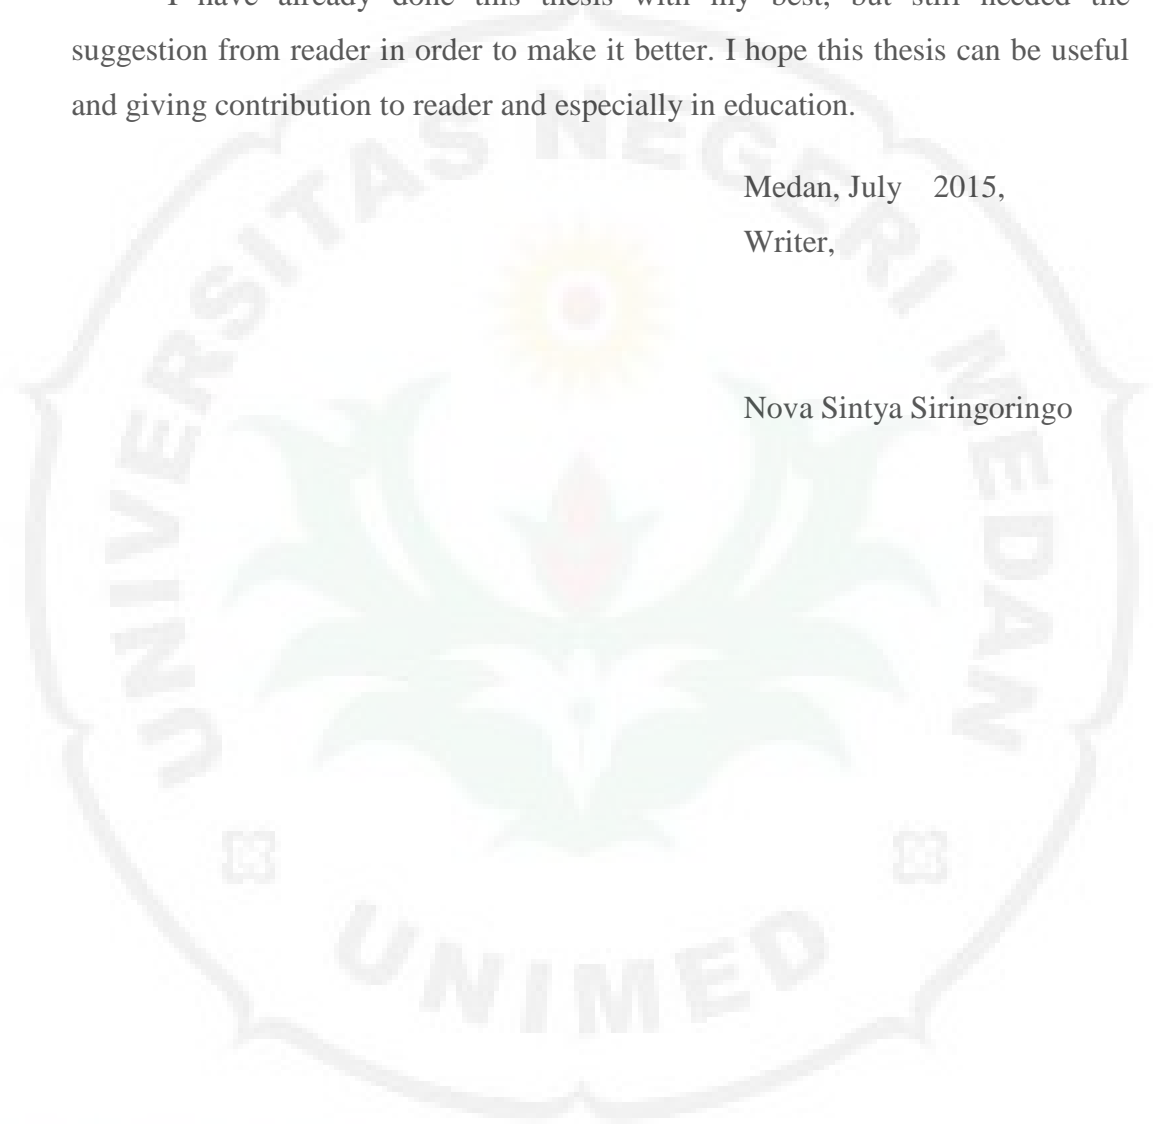 I have already done this thesis with my best, but still needed the
suggestion from reader in order to make it better. I hope this thesis can be useful
and giving contribution to reader and especially in education.
Medan, July 2015,
Writer,
Nova Sintya Siringoringo
UNIVERSITAS NEGERI MEDAN
UNIMED